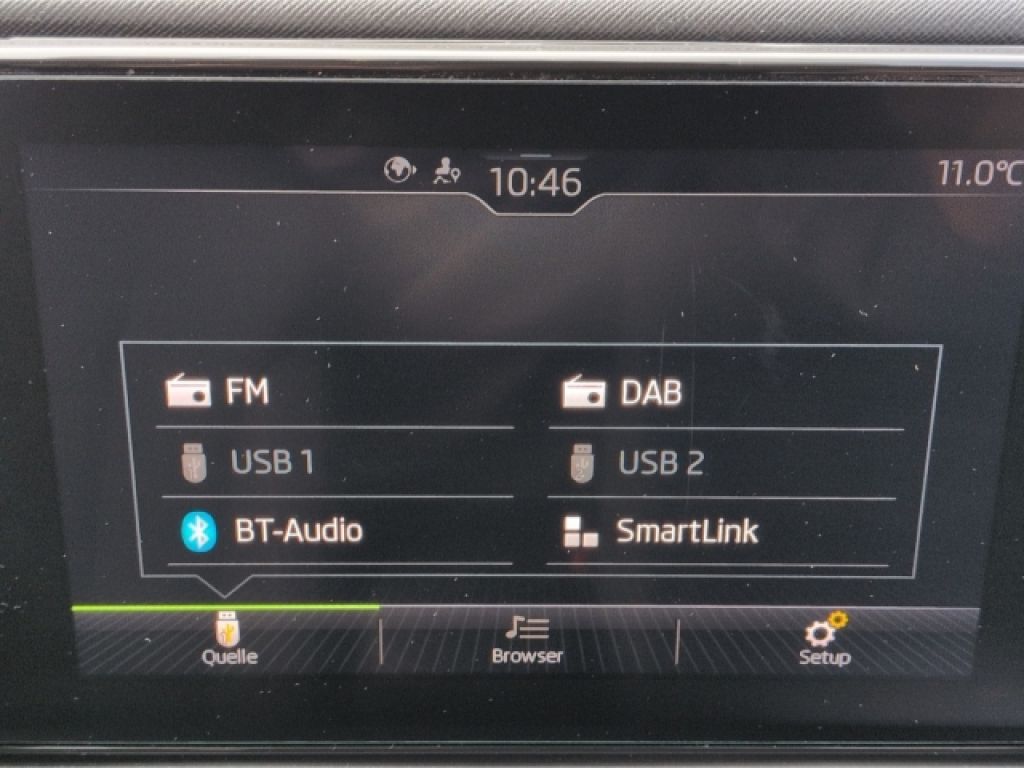 10:46
11.0°C
FM
DAB
USB 1
USB 2
BT-Audio
SmartLink
Quelle
Browser
Setup